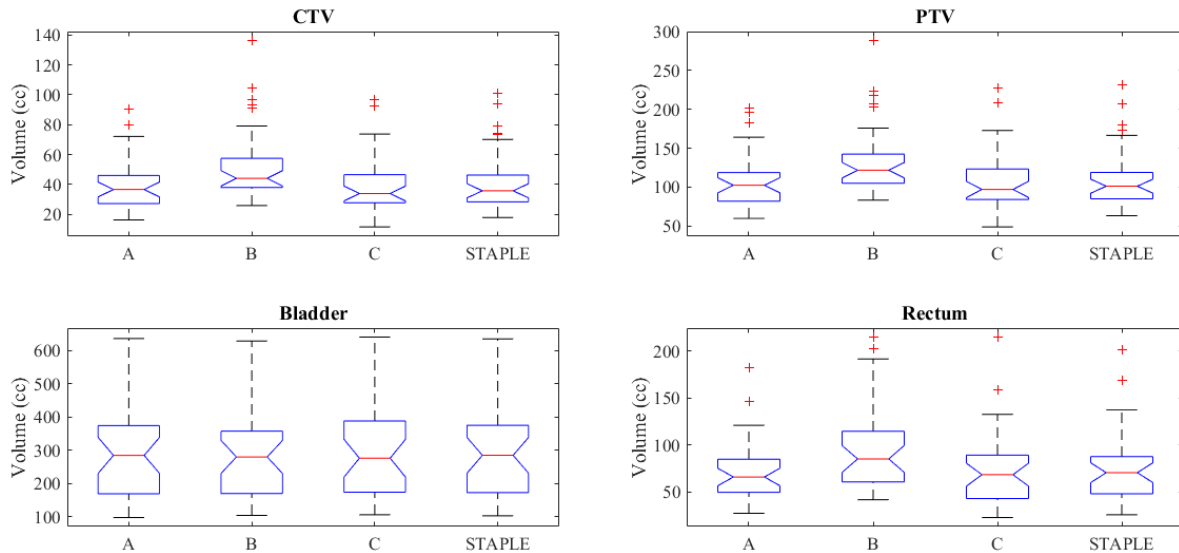 CTV
Volume (cc)
140
120
100
80
60
40
20
A B C STAPLE
PTV
Volume (cc)
300
250
200
150
100
50
A B C STAPLE
Bladder
Volume (cc)
600
500
400
300
200
100
A B C STAPLE
Rectum
Volume (cc)
200
150
100
50
A B C STAPLE